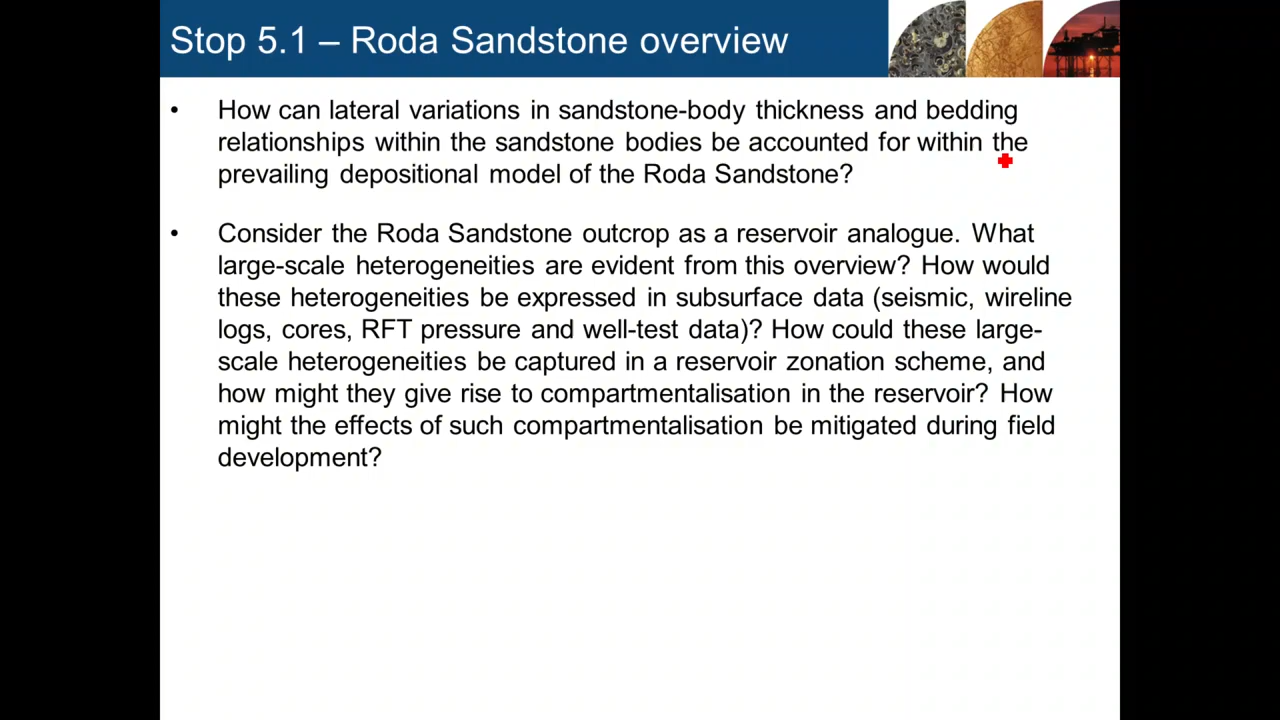 Stop 5.1 – Roda Sandstone overview
• How can lateral variations in sandstone-body thickness and bedding
relationships within the sandstone bodies be accounted for within the
prevailing depositional model of the Roda Sandstone?
• Consider the Roda Sandstone outcrop as a reservoir analogue. What
large-scale heterogeneities are evident from this overview? How would
these heterogeneities be expressed in subsurface data (seismic, wireline
logs, cores, RFT pressure and well-test data)? How could these large-
scale heterogeneities be captured in a reservoir zonation scheme, and
how might they give rise to compartmentalisation in the reservoir? How
might the effects of such compartmentalisation be mitigated during field
development?